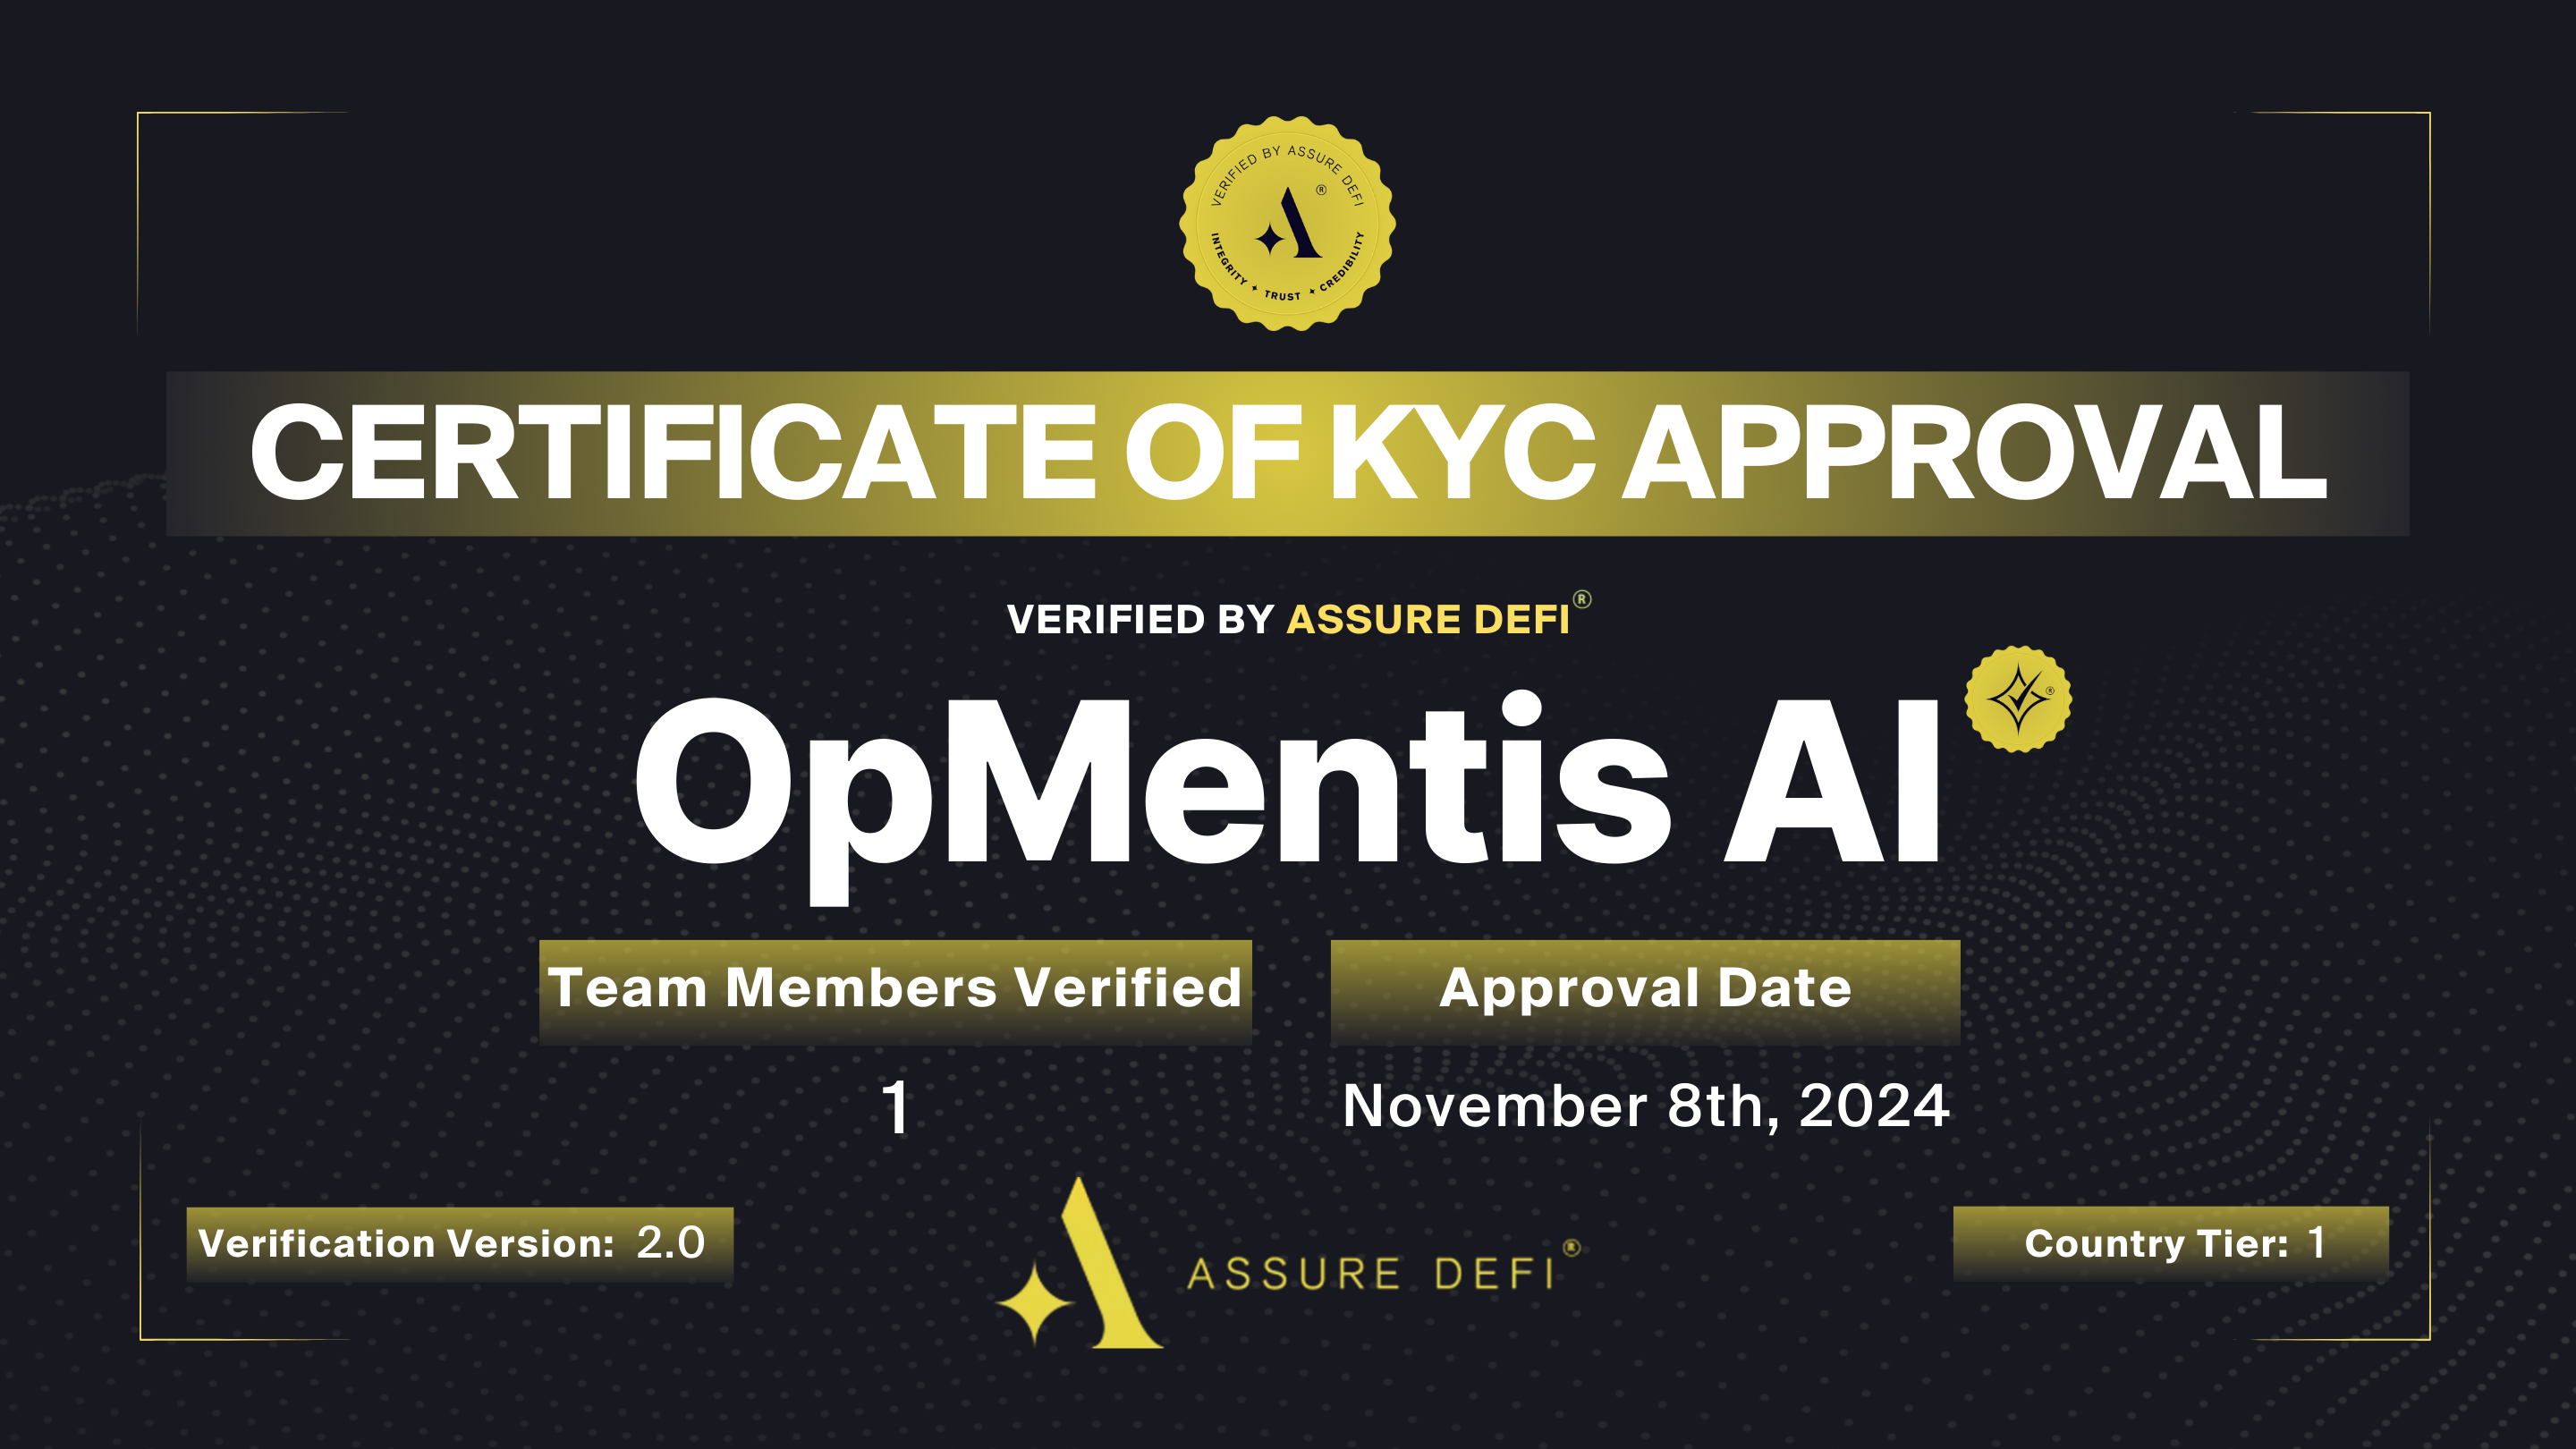 VERIFIED BY ASSURE DEFI
®
INTEGRITY ✦ TRUST ✦ CREDIBILITY
CERTIFICATE OF KYC APPROVAL
VERIFIED BY ASSURE DEFI®
OpMentis AI
®
Team Members Verified
1
Approval Date
November 8th, 2024
Verification Version: 2.0
ASSURE DEFI®
Country Tier: 1